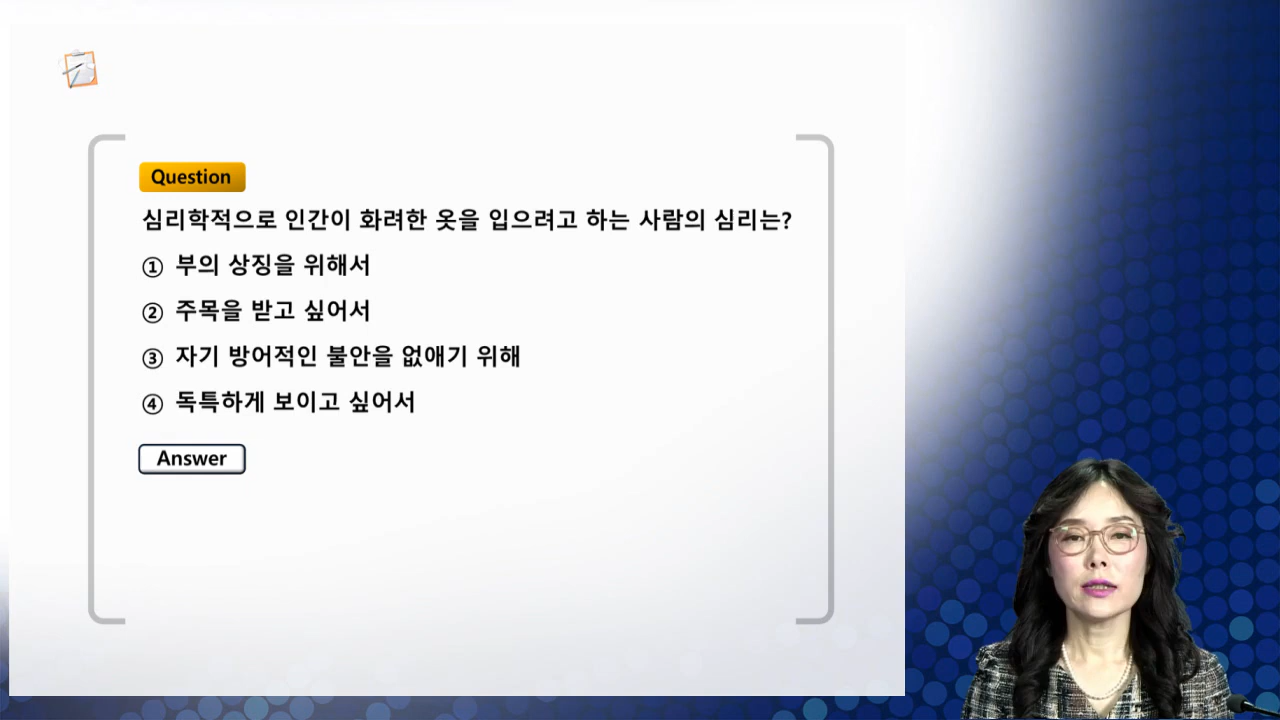 Question
심리학적으로 인간이 화려한 옷을 입으려고 하는 사람의 심리는?
① 부의 상징을 위해서
② 주목을 받고 싶어서
③ 자기 방어적인 불안을 없애기 위해
④ 독특하게 보이고 싶어서
Answer